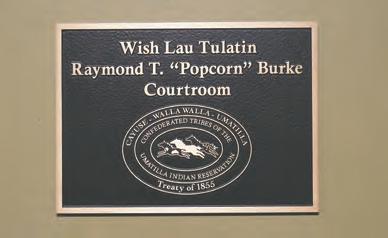 Wish Lau Tulatin
Raymond T. “Popcorn” Burke
Courtroom
CAYUSE - WALLA WALLA - UMATILLA
CONFEDERATED TRIBES OF THE
UMATILLA INDIAN RESERVATION
Treaty of 1855